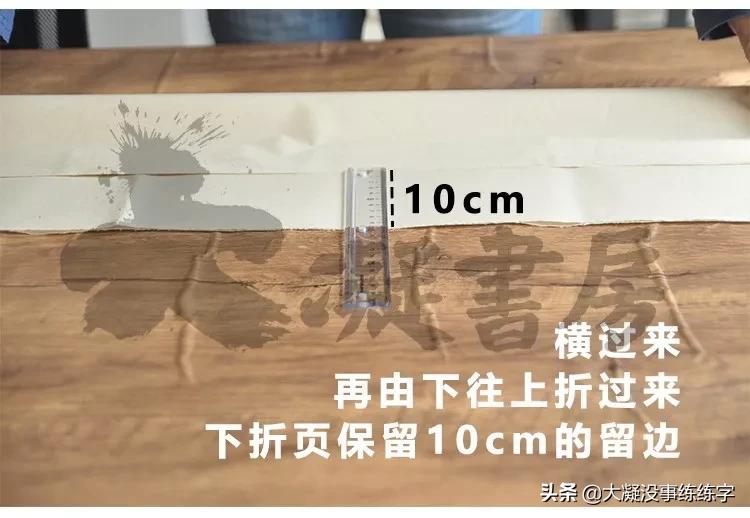 10cm
大凝書房
横过来
再由下往上折过来
下折页保留10cm的留边
头条 @大凝没事练练字